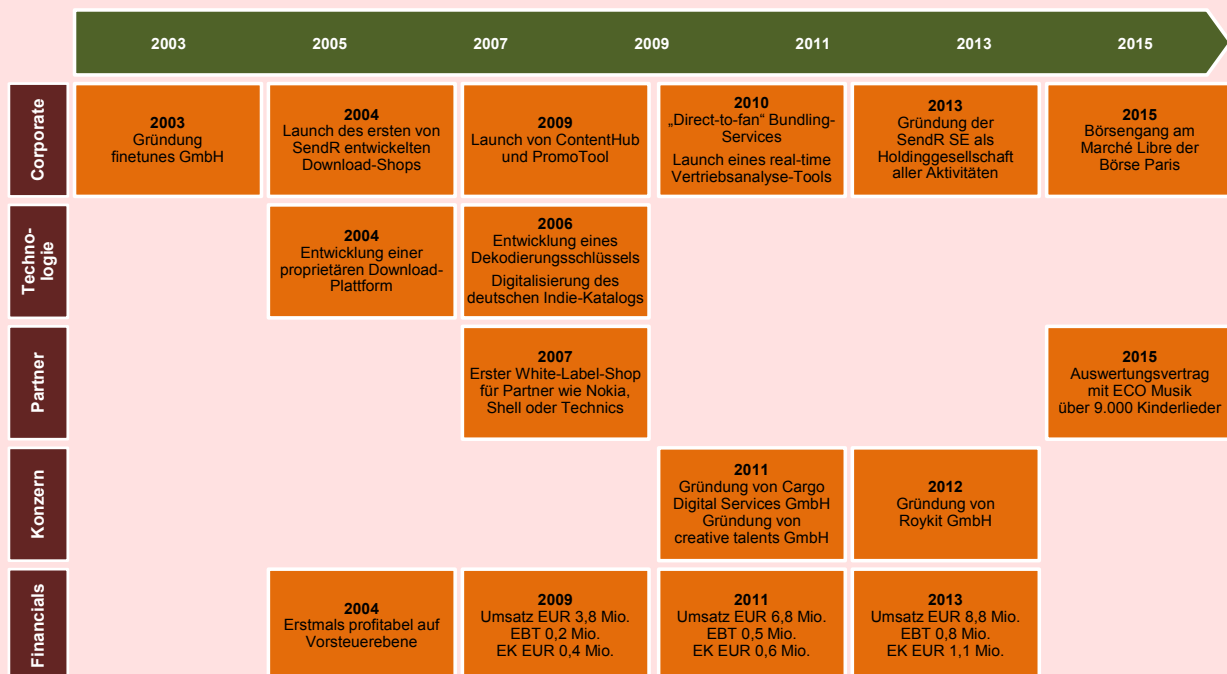 2003
2005
2007
2009
2011
2013
2015
Corporate
2003
Gründung
finetunes GmbH
2004
Launch des ersten von
SendR entwickelten
Download-Shops
2009
Launch von ContentHub
und PromoTool
2010
„Direct-to-fan“ Bundling-
Services
Launch eines real-time
Vertriebsanalyse-Tools
2013
Gründung der
SendR SE als
Holdinggesellschaft
aller Aktivitäten
2015
Börsengang am
Marché Libre der
Börse Paris
Techno-
logie
2004
Entwicklung einer
proprietären Download-
Plattform
2006
Entwicklung eines
Dekodierungsschlüssels
Digitalisierung des
deutschen Indie-Katalogs
Partner
2007
Erster White-Label-Shop
für Partner wie Nokia,
Shell oder Technics
2015
Auswertungsvertrag
mit ECO Musik
über 9.000 Kinderlieder
Konzern
2011
Gründung von Cargo
Digital Services GmbH
Gründung von
creative talents GmbH
2012
Gründung von
Roykit GmbH
Financials
2004
Erstmals profitabel auf
Vorsteuerebene
2009
Umsatz EUR 3,8 Mio.
EBT 0,2 Mio.
EK EUR 0,4 Mio.
2011
Umsatz EUR 6,8 Mio.
EBT 0,5 Mio.
EK EUR 0,6 Mio.
2013
Umsatz EUR 8,8 Mio.
EBT 0,8 Mio.
EK EUR 1,1 Mio.